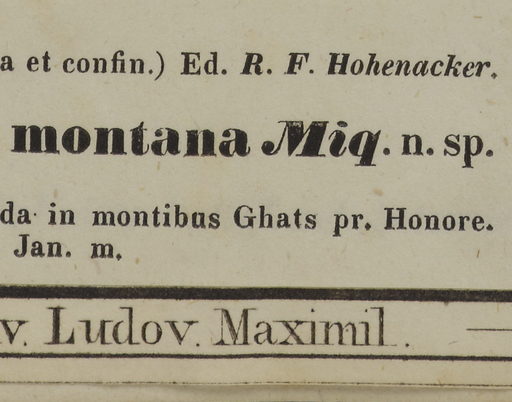 a et confin.) Ed. R. F. Hohenacker.
montana Miq. n. sp.
da in montibus Ghats pr. Honore.
Jan. m.
v. Ludov. Maximil.